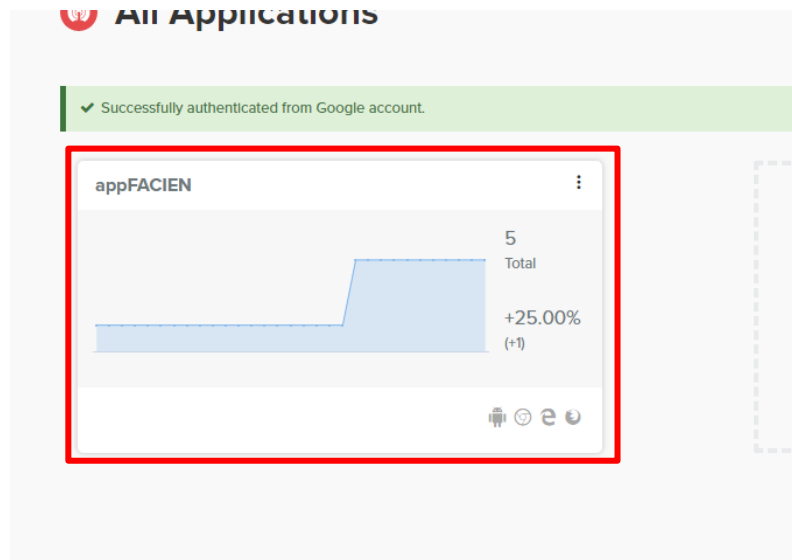 All Applications
Successfully authenticated from Google account.
appFACIEN
5
Total
+25.00%
(+1)